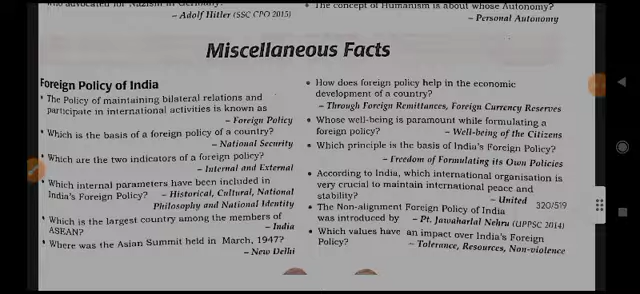 – Adolf Hitler (SSC CPO 2015)
• The concept of Humanism is about whose Autonomy?
– Personal Autonomy
Miscellaneous Facts
Foreign Policy of India
• The Policy of maintaining bilateral relations and
participate in international activities is known as
– Foreign Policy
• Which is the basis of a foreign policy of a country?
– National Security
• Which are the two indicators of a foreign policy?
– Internal and External
• Which internal parameters have been included in
India's Foreign Policy? – Historical, Cultural, National
Philosophy and National Identity
• Which is the largest country among the members of
ASEAN? – India
• Where was the Asian Summit held in March, 1947?
– New Delhi
• How does foreign policy help in the economic
development of a country?
– Through Foreign Remittances, Foreign Currency Reserves
• Whose well-being is paramount while formulating a
foreign policy? – Well-being of the Citizens
• Which principle is the basis of India's Foreign Policy?
– Freedom of Formulating its Own Policies
• According to India, which international organisation is
very crucial to maintain international peace and
stability? – United
320/519
• The Non-alignment Foreign Policy of India
was introduced by – Pt. Jawaharlal Nehru (UPPSC 2014)
• Which values have an impact over India's Foreign
Policy? – Tolerance, Resources, Non-violence